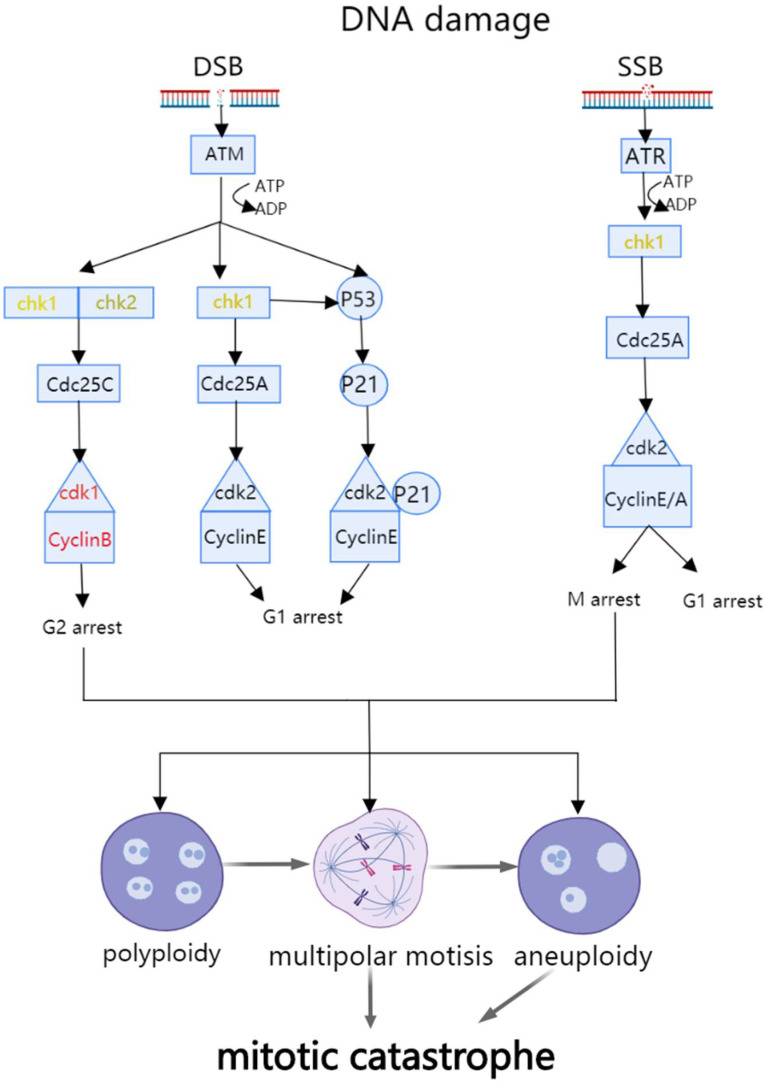 DNA damage
DSB
SSB
ATM
ATR
ATP
ADP
ATP
ADP
chk1
chk1 chk2
chk1
P53
Cdc25A
Cdc25C
Cdc25A
P21
cdk2
CyclinE/A
cdk1
CyclinB
cdk2
CyclinE
cdk2
P21
CyclinE
G2 arrest
G1 arrest
M arrest
G1 arrest
polyploidy
multipolar motisis
aneuploidy
mitotic catastrophe